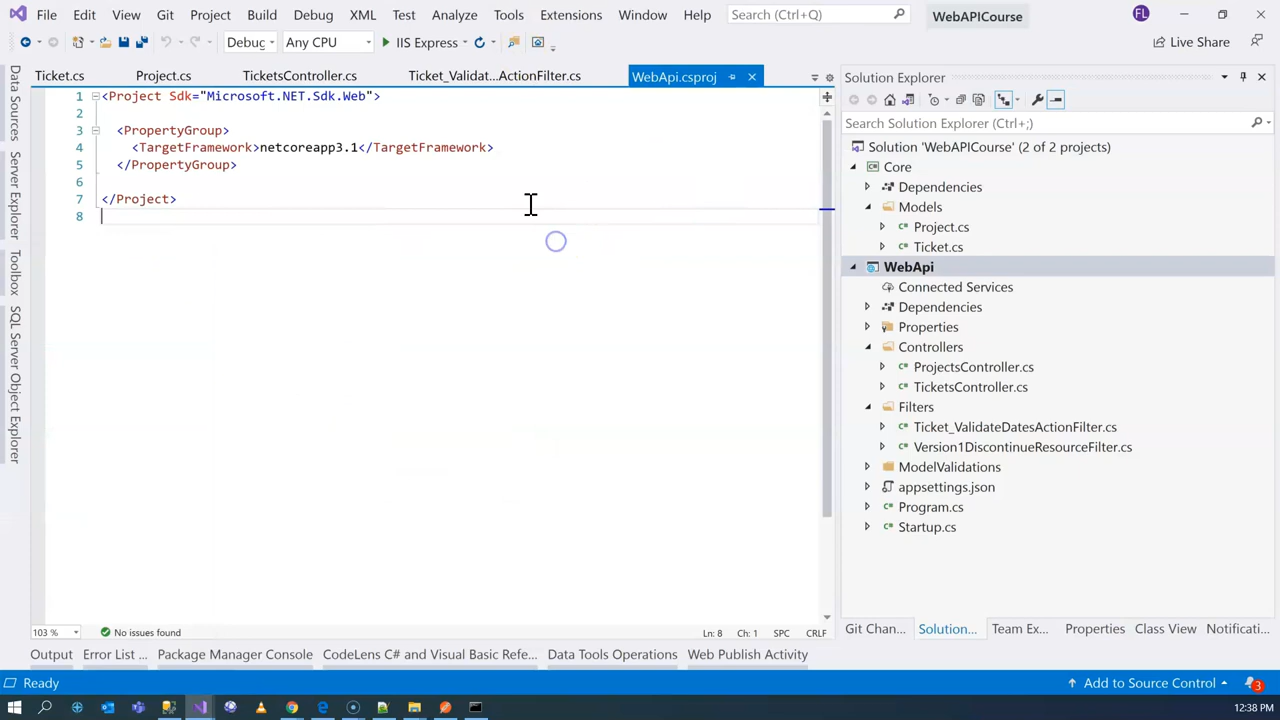 File Edit View Git Project Build Debug XML Test Analyze Tools Extensions Window Help Search (Ctrl+Q) WebAPICourse FL
Debug Any CPU IIS Express Live Share
Ticket.cs Project.cs TicketsController.cs Ticket_Validat...ActionFilter.cs WebApi.csproj
Data Sources
Server Explorer
Toolbox
SQL Server Object Explorer
1 <Project Sdk="Microsoft.NET.Sdk.Web">
2
3 <PropertyGroup>
4 <TargetFramework>netcoreapp3.1</TargetFramework>
5 </PropertyGroup>
6
7 </Project>
8
103 % No issues found Ln: 8 Ch: 1 SPC CRLF
Solution Explorer
Search Solution Explorer (Ctrl+;)
Solution 'WebAPICourse' (2 of 2 projects)
Core
Dependencies
Models
C# Project.cs
C# Ticket.cs
WebApi
Connected Services
Dependencies
Properties
Controllers
C# ProjectsController.cs
C# TicketsController.cs
Filters
C# Ticket_ValidateDatesActionFilter.cs
C# Version1DiscontinueResourceFilter.cs
ModelValidations
appsettings.json
C# Program.cs
C# Startup.cs
Git Chan... Solution... Team Ex... Properties Class View Notificati...
Output Error List ... Package Manager Console CodeLens C# and Visual Basic Refe... Data Tools Operations Web Publish Activity
Ready Add to Source Control 3
12:38 PM